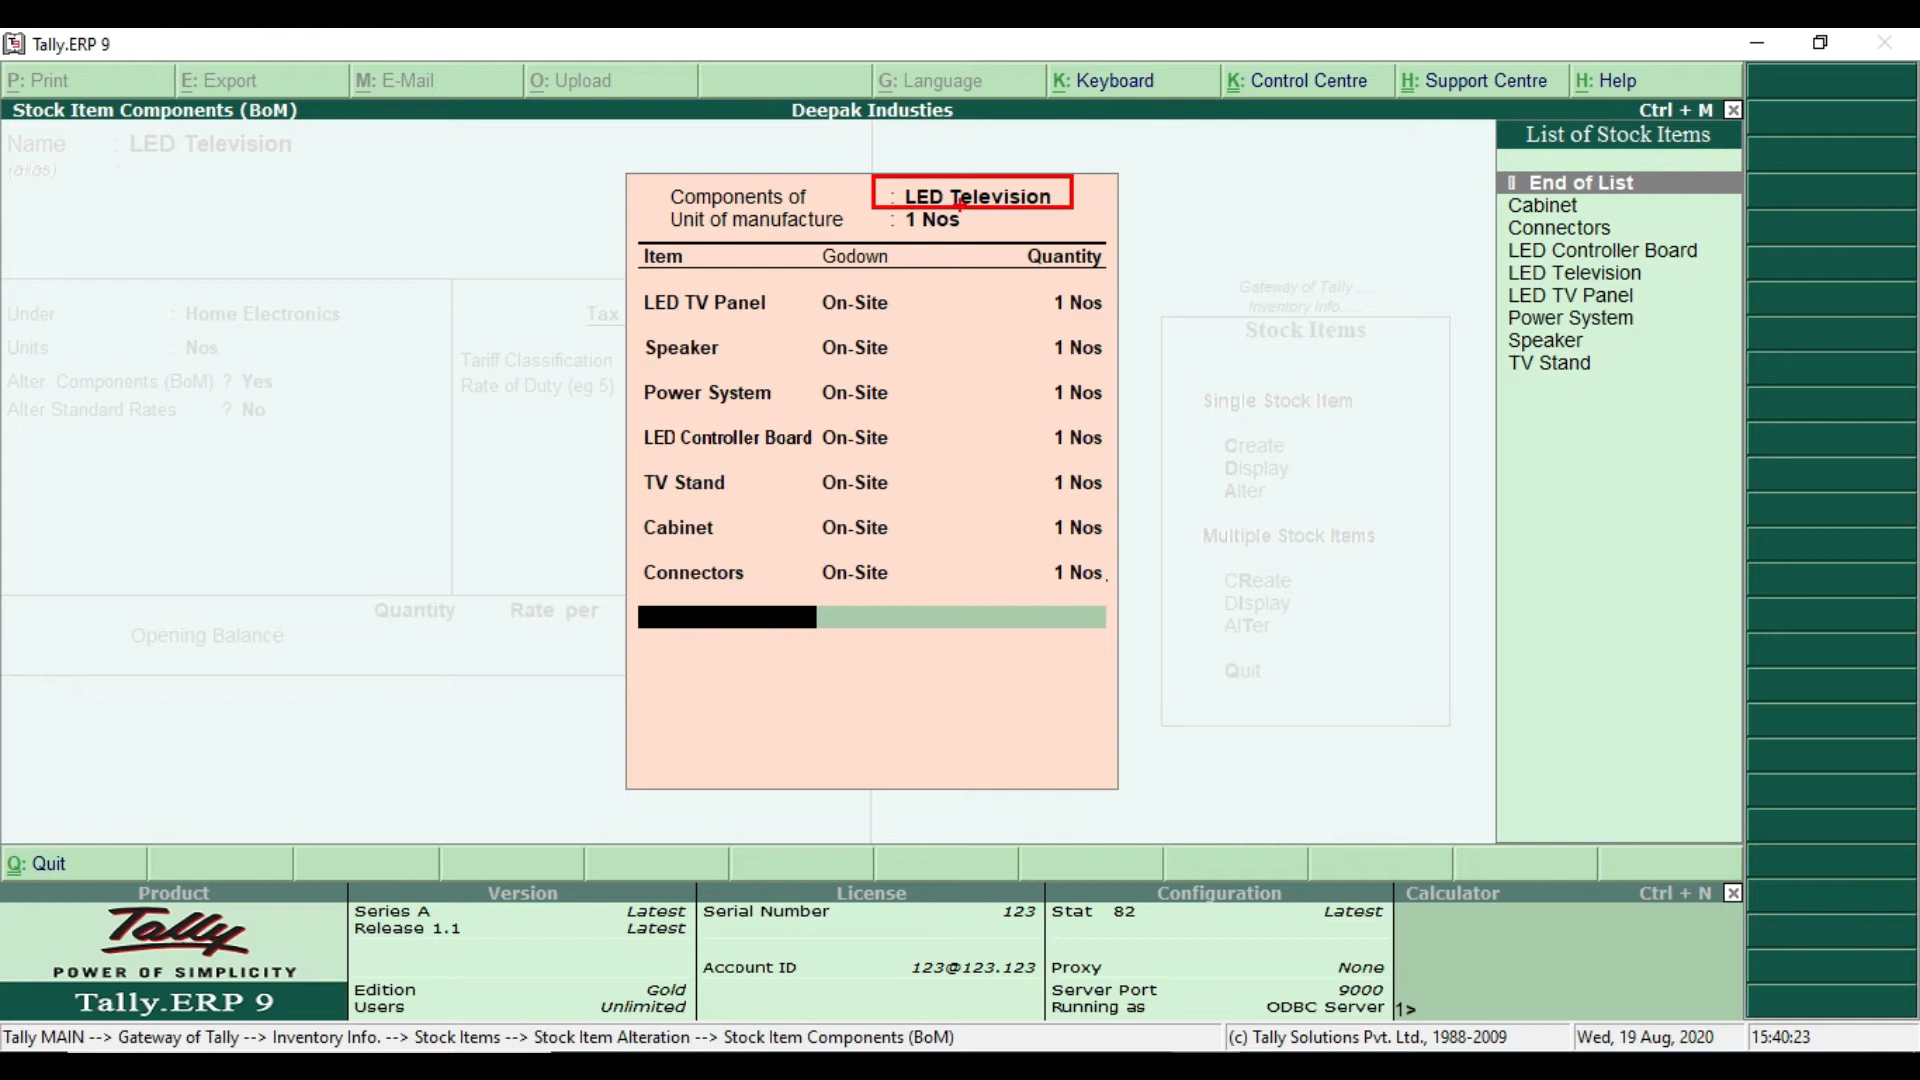 Tally.ERP 9
P: Print E: Export M: E-Mail O: Upload G: Language K: Keyboard K: Control Centre H: Support Centre H: Help
Stock Item Components (BoM) Deepak Industies Ctrl + M
Name : LED Television
(alias) :
Under : Home Electronics
Units : Nos
Alter Components (BoM) ? Yes
Alter Standard Rates ? No
Tax
Tariff Classification
Rate of Duty (eg 5)
Quantity Rate per
Opening Balance
Components of : LED Television
Unit of manufacture : 1 Nos
Item Godown Quantity
LED TV Panel On-Site 1 Nos
Speaker On-Site 1 Nos
Power System On-Site 1 Nos
LED Controller Board On-Site 1 Nos
TV Stand On-Site 1 Nos
Cabinet On-Site 1 Nos
Connectors On-Site 1 Nos
Gateway of Tally ......
Inventory Info. ......
Stock Items
Single Stock Item
Create
Display
Alter
Multiple Stock Items
CReate
DIsplay
AlTer
Quit
List of Stock Items
End of List
Cabinet
Connectors
LED Controller Board
LED Television
LED TV Panel
Power System
Speaker
TV Stand
Q: Quit
Product Version License Configuration Calculator Ctrl + N
Tally
POWER OF SIMPLICITY
Tally.ERP 9
Series A Latest
Release 1.1 Latest
Edition Gold
Users Unlimited
Serial Number 123
Account ID 123@123.123
Stat 82 Latest
Proxy None
Server Port 9000
Running as ODBC Server
1>
Tally MAIN --> Gateway of Tally --> Inventory Info. --> Stock Items --> Stock Item Alteration --> Stock Item Components (BoM) (c) Tally Solutions Pvt. Ltd., 1988-2009 Wed, 19 Aug, 2020 15:40:23